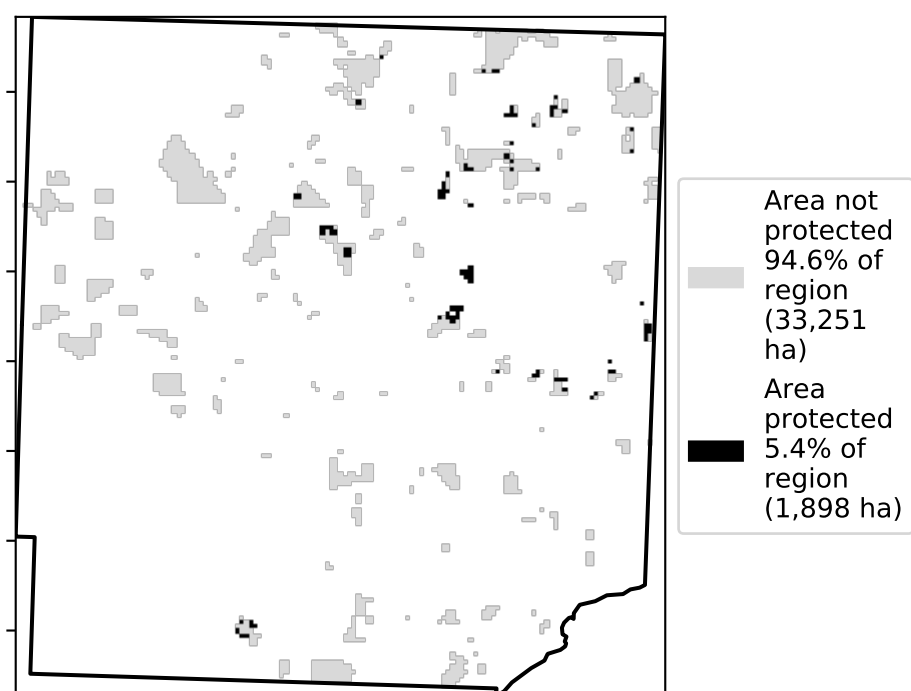 Area not
protected
94.6% of
region
(33,251
ha)
Area
protected
5.4% of
region
(1,898 ha)